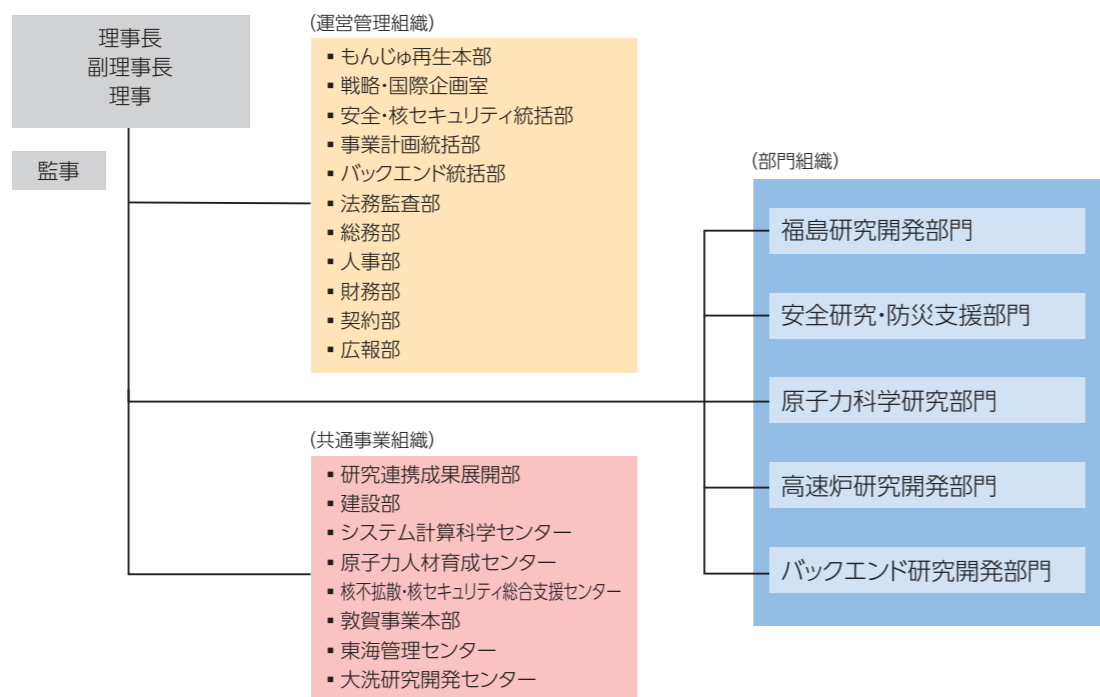 理事長
副理事長
理事
監事
(運営管理組織)
▪ もんじゅ再生本部
▪ 戦略・国際企画室
▪ 安全・核セキュリティ統括部
▪ 事業計画統括部
▪ バックエンド統括部
▪ 法務監査部
▪ 総務部
▪ 人事部
▪ 財務部
▪ 契約部
▪ 広報部
(共通事業組織)
▪ 研究連携成果展開部
▪ 建設部
▪ システム計算科学センター
▪ 原子力人材育成センター
▪ 核不拡散・核セキュリティ総合支援センター
▪ 敦賀事業本部
▪ 東海管理センター
▪ 大洗研究開発センター
(部門組織)
福島研究開発部門
安全研究・防災支援部門
原子力科学研究部門
高速炉研究開発部門
バックエンド研究開発部門